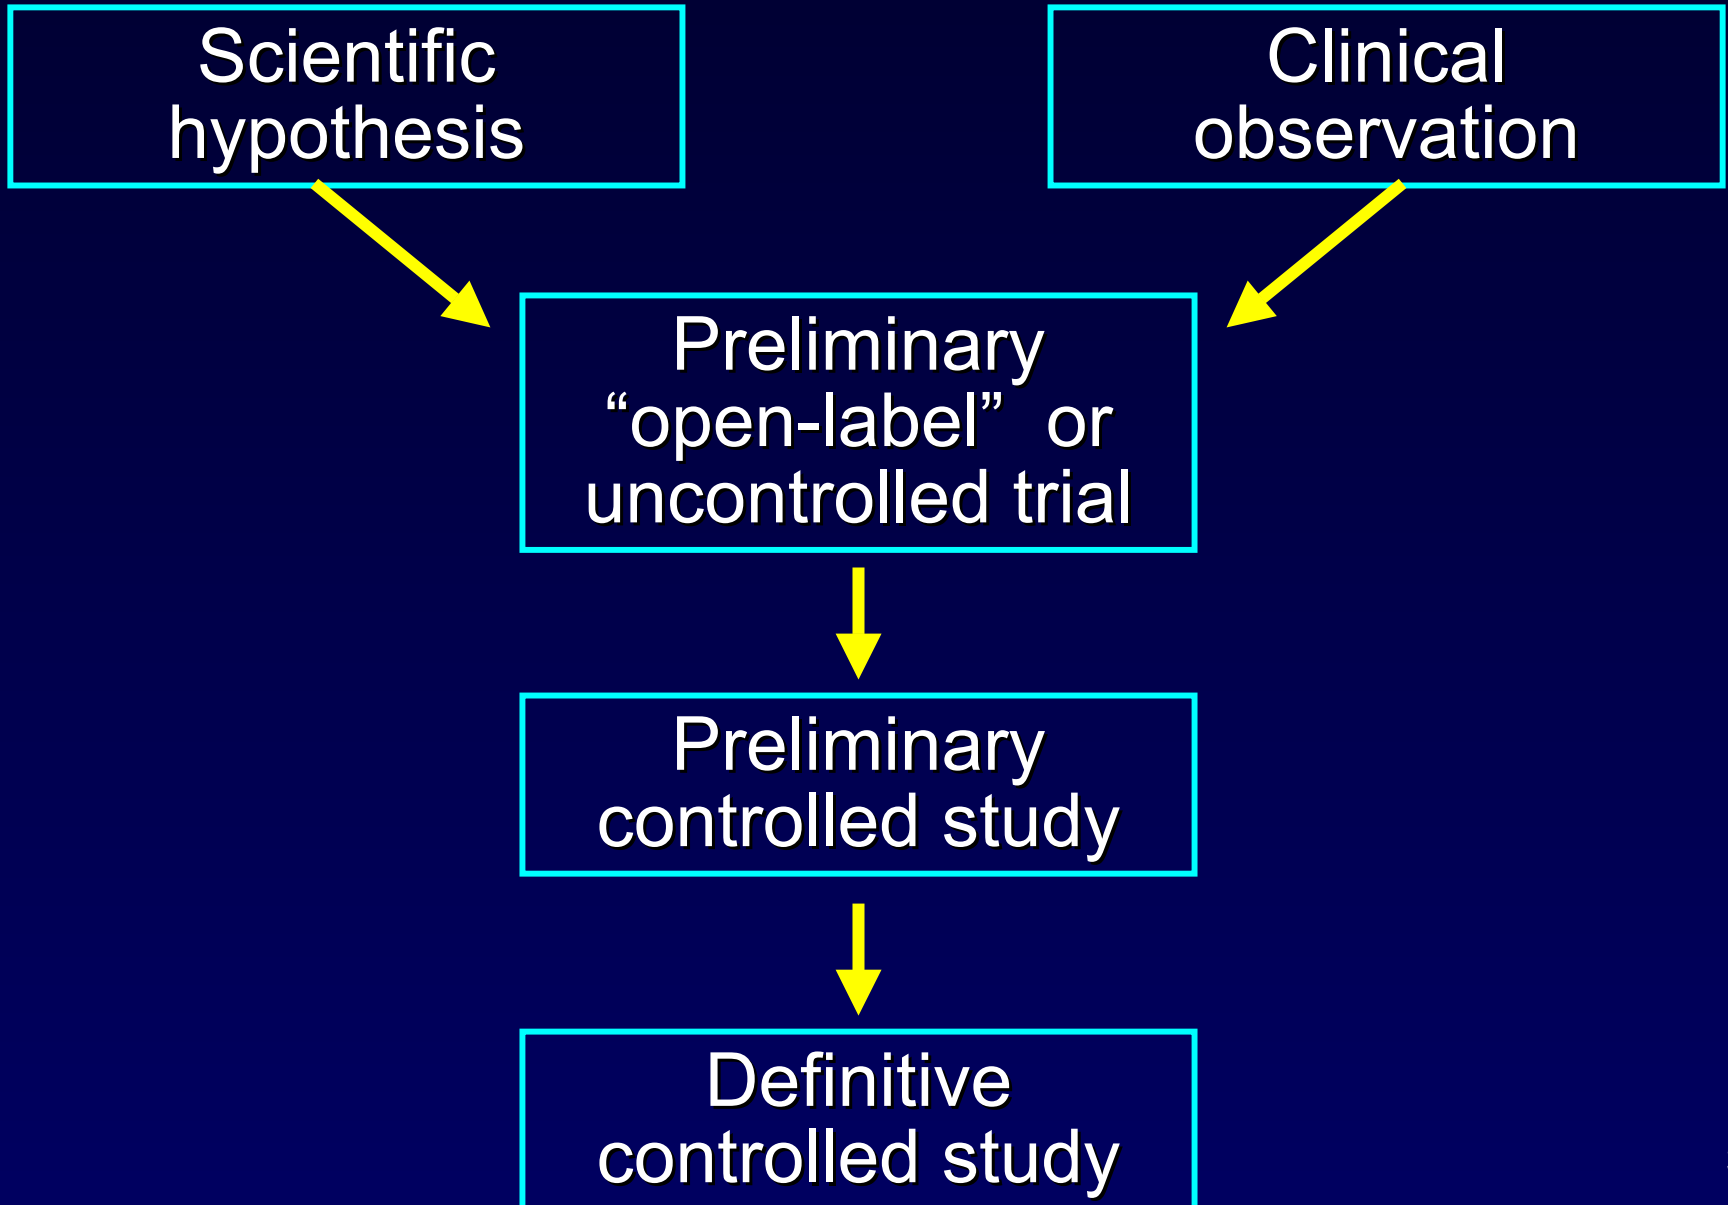 Scientific
hypothesis
Clinical
observation
Preliminary
“open-label”  or
uncontrolled trial
Preliminary
controlled study
Definitive
controlled study